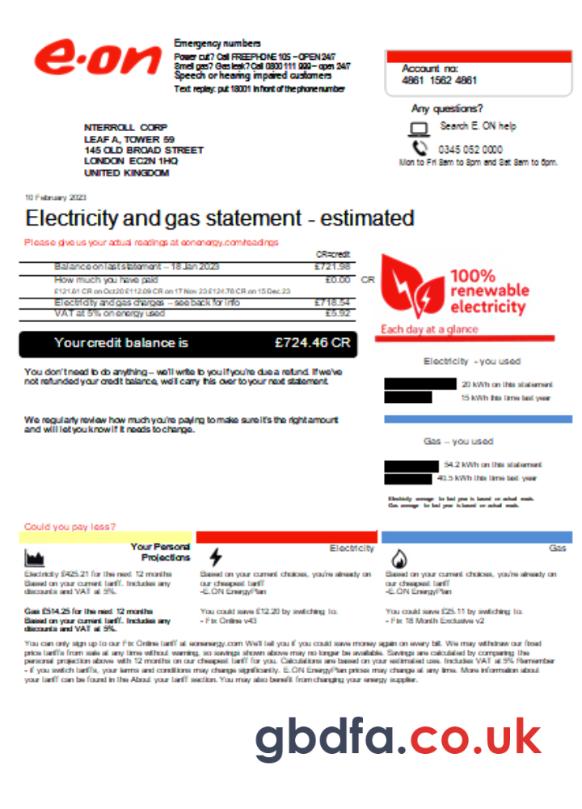 e·on
Emergency numbers
Power cut? Call FREEPHONE 105 – OPEN 24/7
Smell gas? Gas leak? Call 0800 111 999 – open 24/7
Speech or hearing impaired customers
Text replay: put 18001 in front of the phone number
Account no:
4861 1562 4861
Any questions?
Search E. ON help
0345 052 0000
Mon to Fri 8am to 8pm and Sat 8am to 6pm.
NTERROLL CORP
LEAF A, TOWER 59
145 OLD BROAD STREET
LONDON EC2N 1HQ
UNITED KINGDOM
10 February 2023
Electricity and gas statement - estimated
Please give us your actual readings at eonenergy.com/readings
CR=credit
Balance on last statement – 18 Jan 2023 £721.98
How much you have paid £0.00 CR
£121.61 CR on Oct 20 £112.09 CR on 17 Nov 23 £124.78 CR on 15 Dec 23
Electricity and gas charges – see back for info £718.54
VAT at 5% on energy used £5.92
Your credit balance is £724.46 CR
You don't need to do anything – we'll write to you if you're due a refund. If we've
not refunded your credit balance, we'll carry this over to your next statement.
We regularly review how much you're paying to make sure it's the right amount
and will let you know if it needs to change.
100%
renewable
electricity
Each day at a glance
Electricity - you used
20 kWh on this statement
15 kWh this time last year
Gas – you used
54.2 kWh on this statement
40.5 kWh this time last year
Electricity average for last year is based on actual reads.
Gas average for last year is based on actual reads.
Could you pay less?
Your Personal
Projections
Electricity £425.21 for the next 12 months
Based on your current tariff. Includes any
discounts and VAT at 5%.
Gas £514.25 for the next 12 months
Based on your current tariff. Includes any
discounts and VAT at 5%.
Electricity
Based on your current choices, you're already on
our cheapest tariff
-E.ON EnergyPlan
You could save £12.20 by switching to:
- Fix Online v43
Gas
Based on your current choices, you're already on
our cheapest tariff
- E.ON EnergyPlan
You could save £25.11 by switching to:
- Fix 18 Month Exclusive v2
You can only sign up to our Fix Online tariff at eonenergy.com We'll tell you if you could save money again on every bill. We may withdraw our fixed
price tariffs from sale at any time without warning, so savings shown above may no longer be available. Savings are calculated by comparing the
personal projection above with 12 months on our cheapest tariff for you. Calculations are based on your estimated use. Includes VAT at 5% Remember
- if you switch tariffs, your terms and conditions may change significantly. E.ON EnergyPlan prices may change at any time. More information about
your tariff can be found in the About your tariff section. You may also benefit from changing your energy supplier.
gbdfa.co.uk